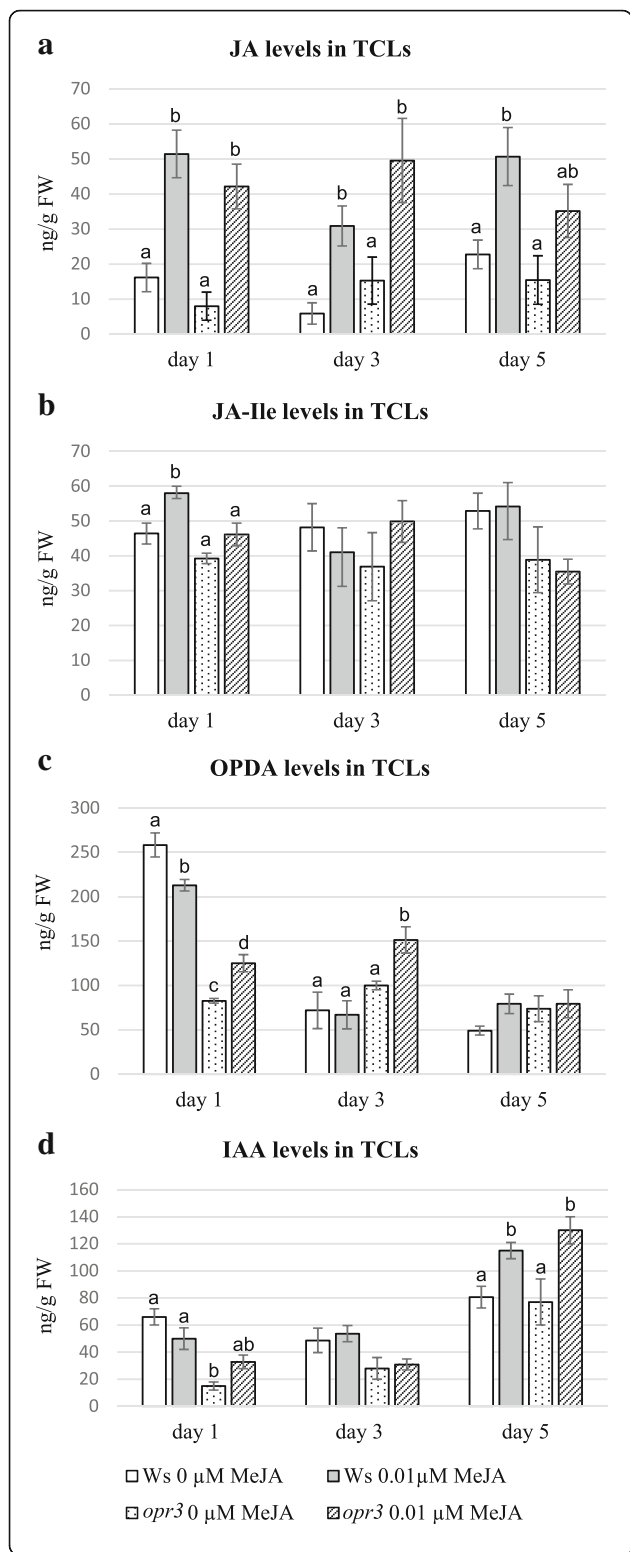 a
JA levels in TCLs
ng/g FW
70
60
50
40
30
20
10
0
a b a b
a b a b
a b a ab
day 1 day 3 day 5
b
JA-Ile levels in TCLs
ng/g FW
70
60
50
40
30
20
10
0
a b a a
day 1 day 3 day 5
c
OPDA levels in TCLs
ng/g FW
300
250
200
150
100
50
0
a b c d
a a a b
day 1 day 3 day 5
d
IAA levels in TCLs
ng/g FW
160
140
120
100
80
60
40
20
0
a a b ab
a b a b
day 1 day 3 day 5
Ws 0 µM MeJA Ws 0.01µM MeJA
opr3 0 µM MeJA opr3 0.01 µM MeJA